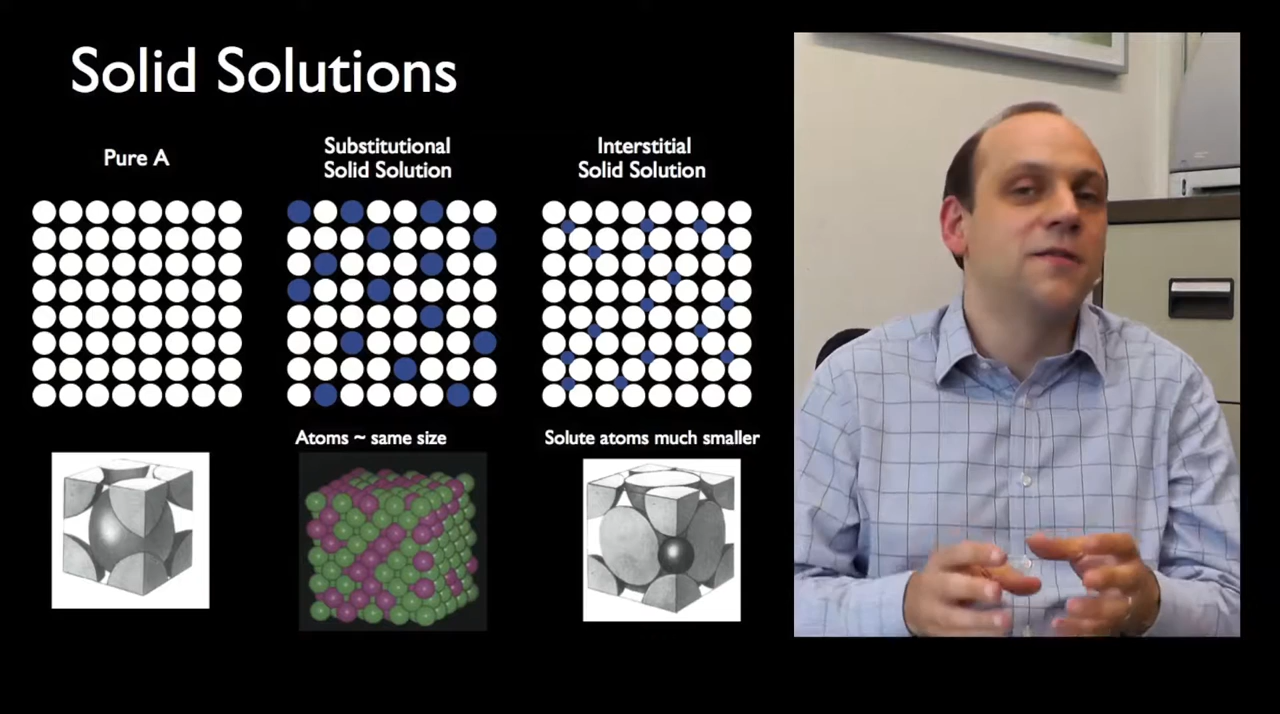 Solid Solutions
Pure A
Substitutional
Solid Solution
Interstitial
Solid Solution
Atoms ~ same size
Solute atoms much smaller